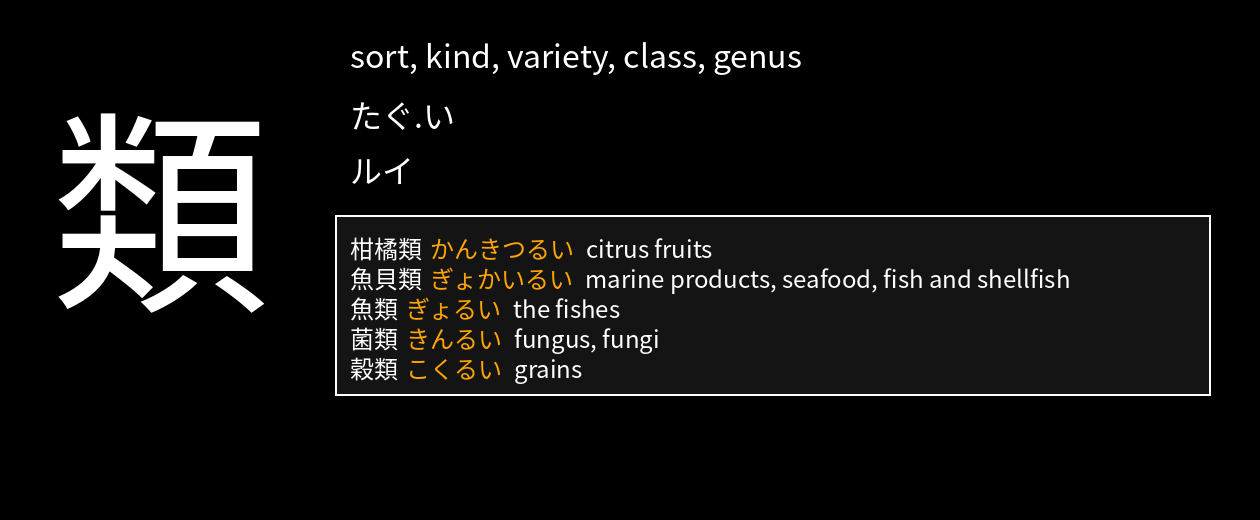 類
sort, kind, variety, class, genus
たぐ.い
ルイ
柑橘類 かんきつるい citrus fruits
魚貝類 ぎょかいるい marine products, seafood, fish and shellfish
魚類 ぎょるい the fishes
菌類 きんるい fungus, fungi
穀類 こくるい grains